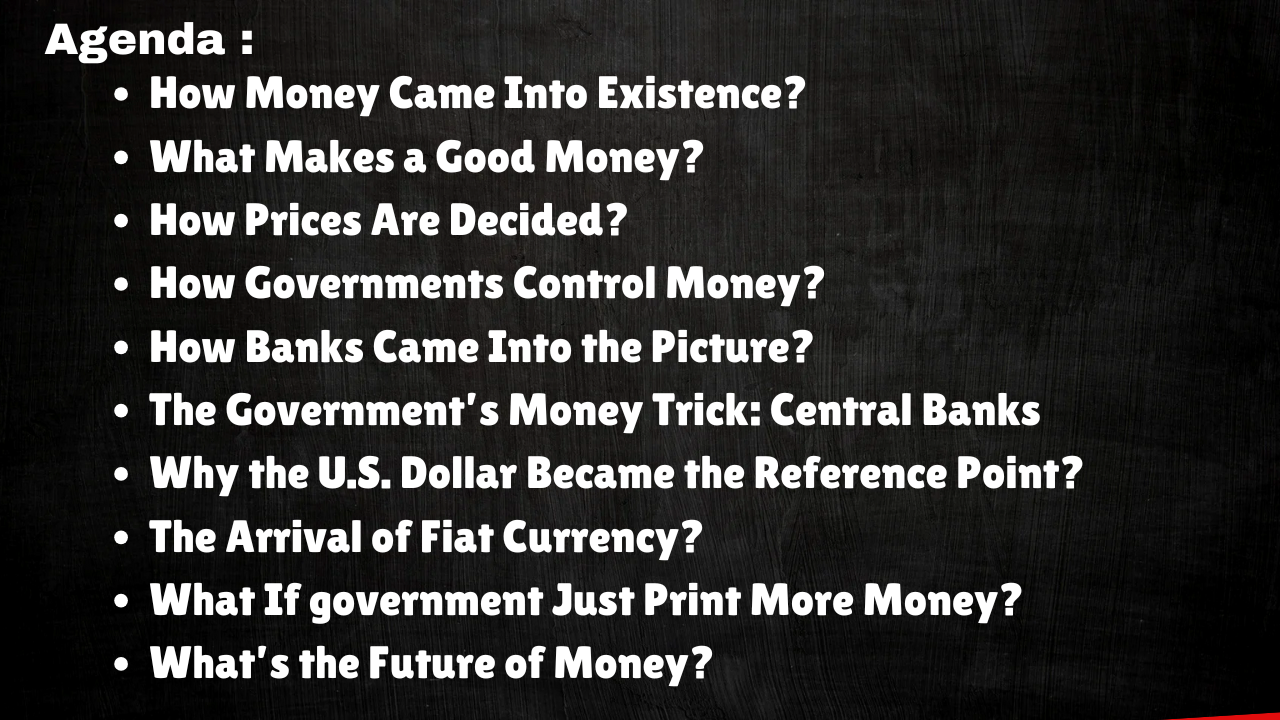 Agenda :
• How Money Came Into Existence?
• What Makes a Good Money?
• How Prices Are Decided?
• How Governments Control Money?
• How Banks Came Into the Picture?
• The Government's Money Trick: Central Banks
• Why the U.S. Dollar Became the Reference Point?
• The Arrival of Fiat Currency?
• What If government Just Print More Money?
• What's the Future of Money?